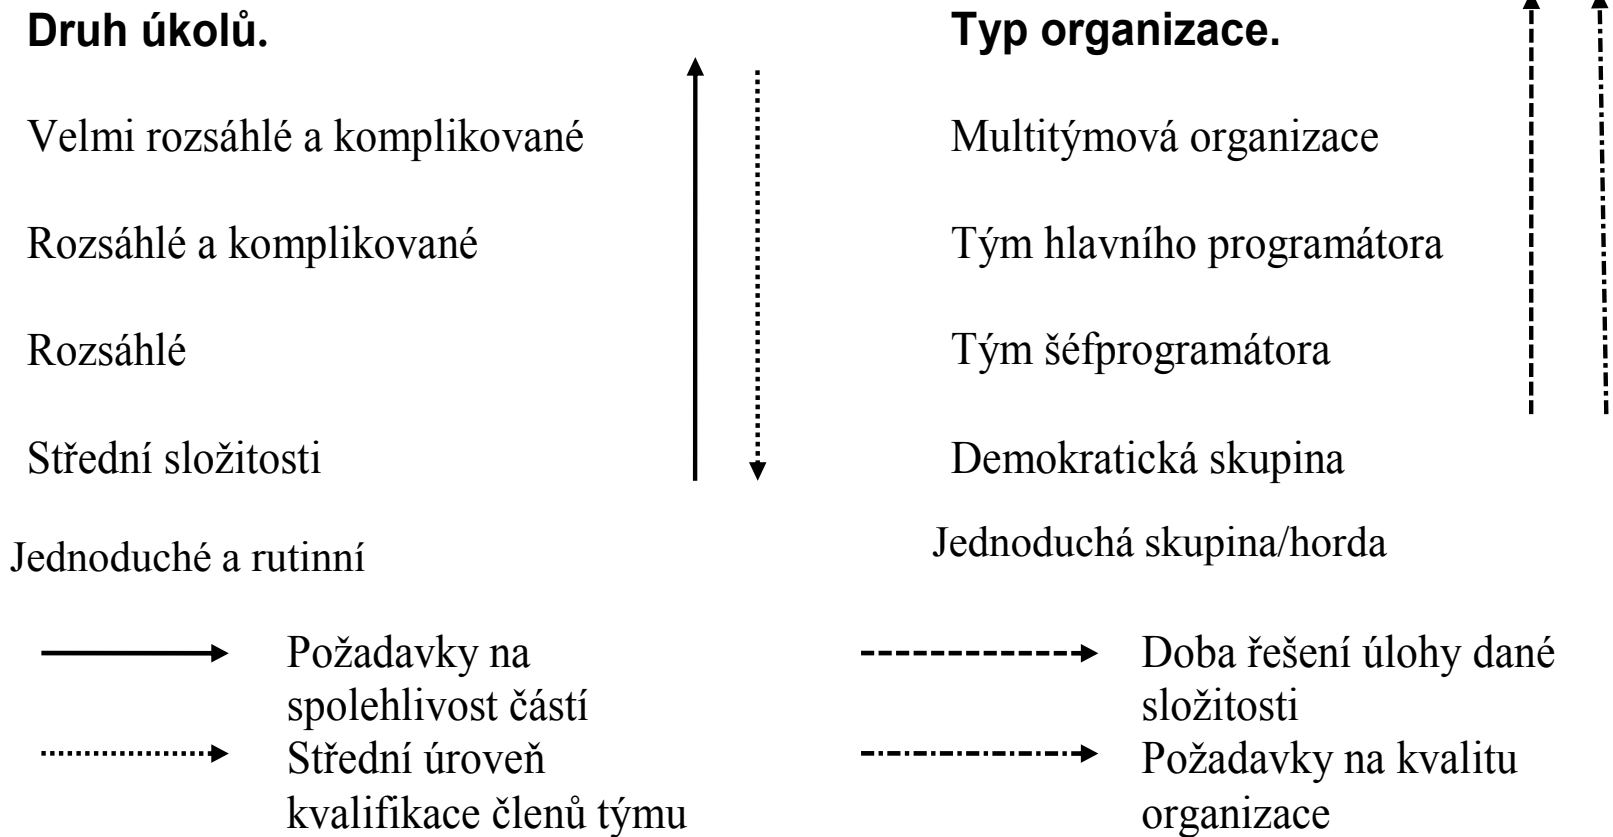 Druh úkolů.
Typ organizace.
Velmi rozsáhlé a komplikované
Multitýmová organizace
Rozsáhlé a komplikované
Tým hlavního programátora
Rozsáhlé
Tým šéfprogramátora
Střední složitosti
Demokratická skupina
Jednoduché a rutinní
Jednoduchá skupina/horda
Požadavky na
spolehlivost částí
Střední úroveň
kvalifikace členů týmu
Doba řešení úlohy dané
složitosti
Požadavky na kvalitu
organizace